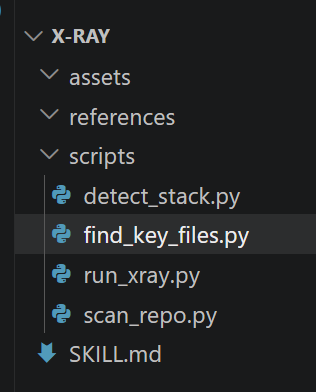 X-RAY
assets
references
scripts
detect_stack.py
find_key_files.py
run_xray.py
scan_repo.py
SKILL.md